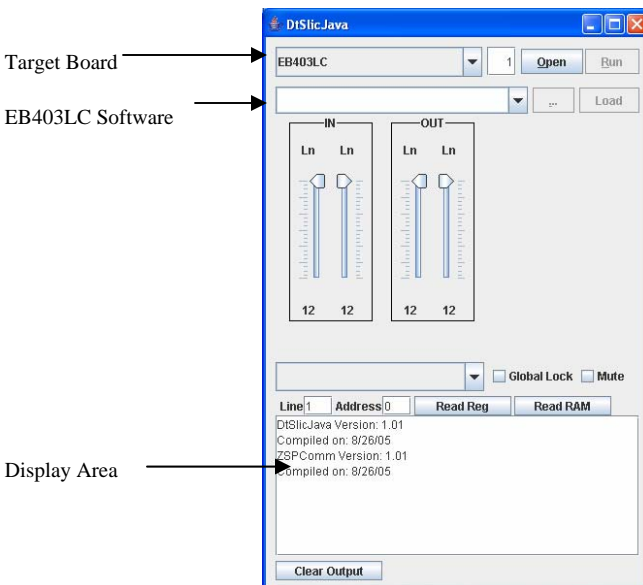 DtSlicJava
Target Board
EB403LC 1 Open Run
EB403LC Software
... Load
IN OUT
Ln Ln Ln Ln
12 12 12 12
Global Lock Mute
Line 1 Address 0 Read Reg Read RAM
DtSlicJava Version: 1.01
Compiled on: 8/26/05
ZSPComm Version: 1.01
Display Area
Compiled on: 8/26/05
Clear Output